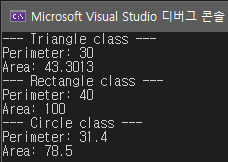 Microsoft Visual Studio 디버그 콘솔
--- Triangle class ---
Perimeter: 30
Area: 43.3013
--- Rectangle class ---
Perimeter: 40
Area: 100
--- Circle class ---
Perimeter: 31.4
Area: 78.5